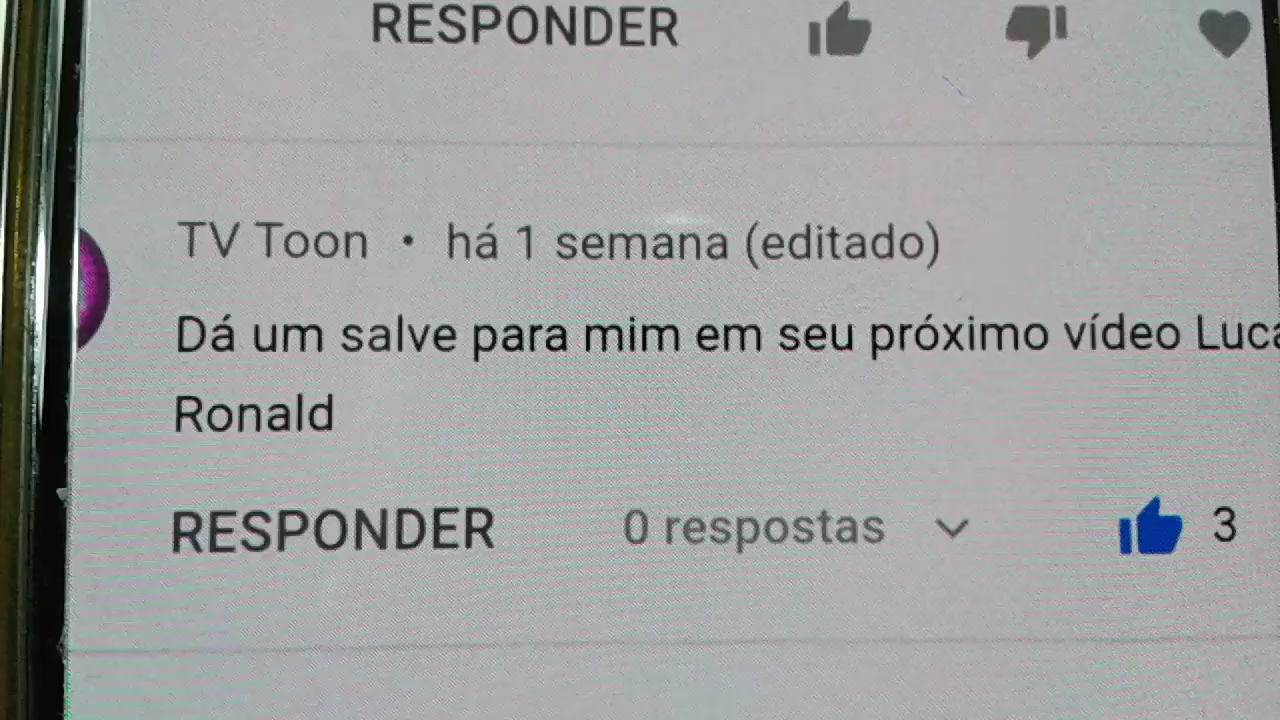 RESPONDER
TV Toon • há 1 semana (editado)
Dá um salve para mim em seu próximo vídeo
Ronald
RESPONDER 0 respostas 3